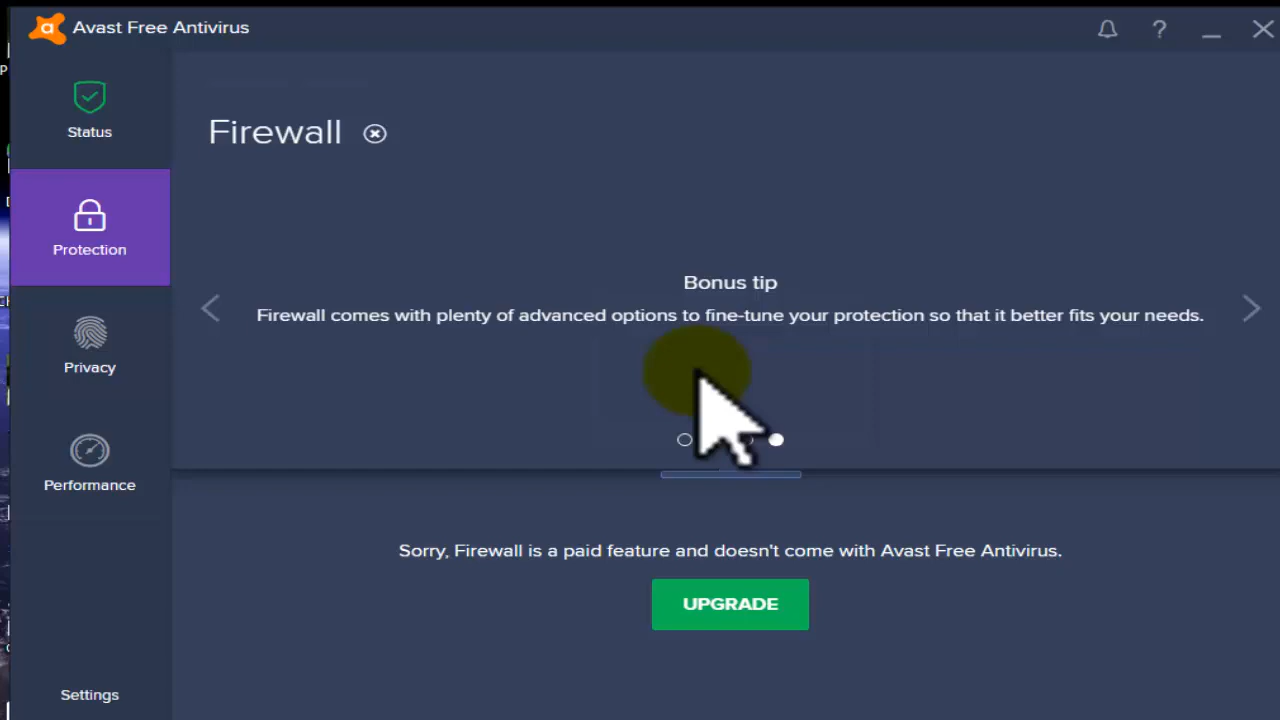 Avast Free Antivirus
?
Status
Firewall
Protection
Bonus tip
Firewall comes with plenty of advanced options to fine-tune your protection so that it better fits your needs.
Privacy
Performance
Sorry, Firewall is a paid feature and doesn't come with Avast Free Antivirus.
UPGRADE
Settings